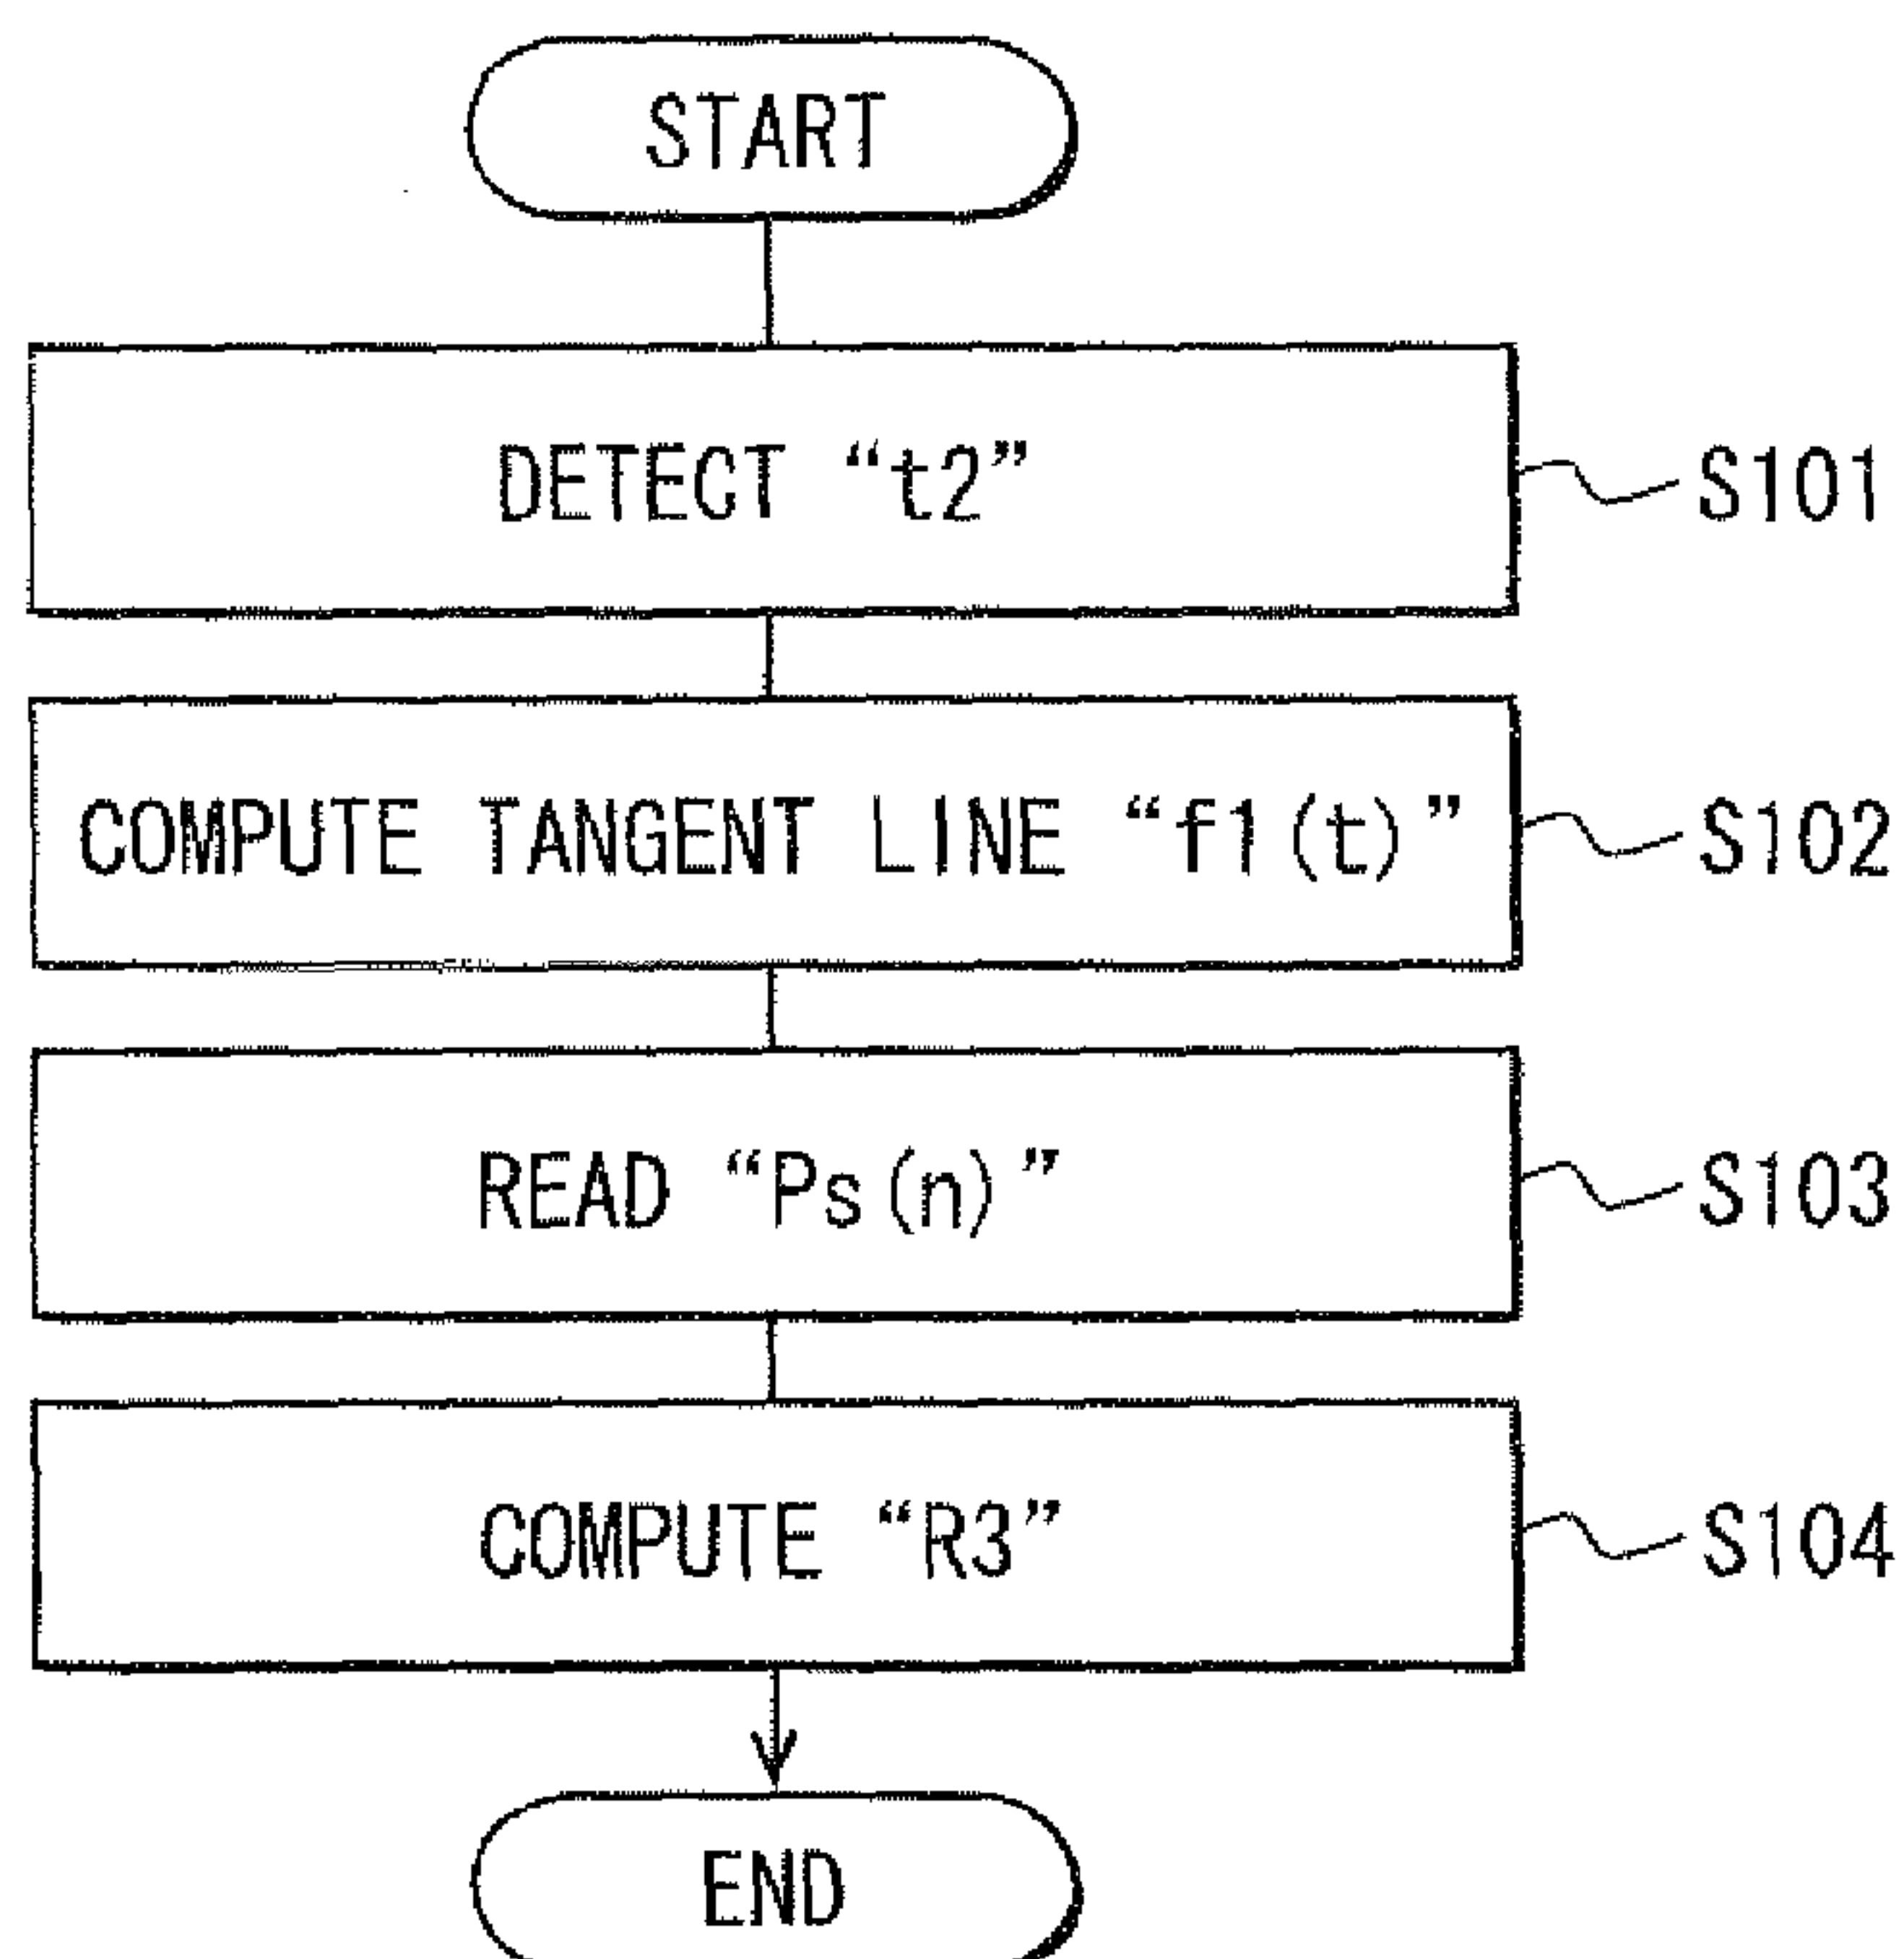 START
DETECT “t2”
S101
COMPUTE TANGENT LINE “f1(t)”
S102
READ “Ps(n)”
S103
COMPUTE “R3”
S104
END